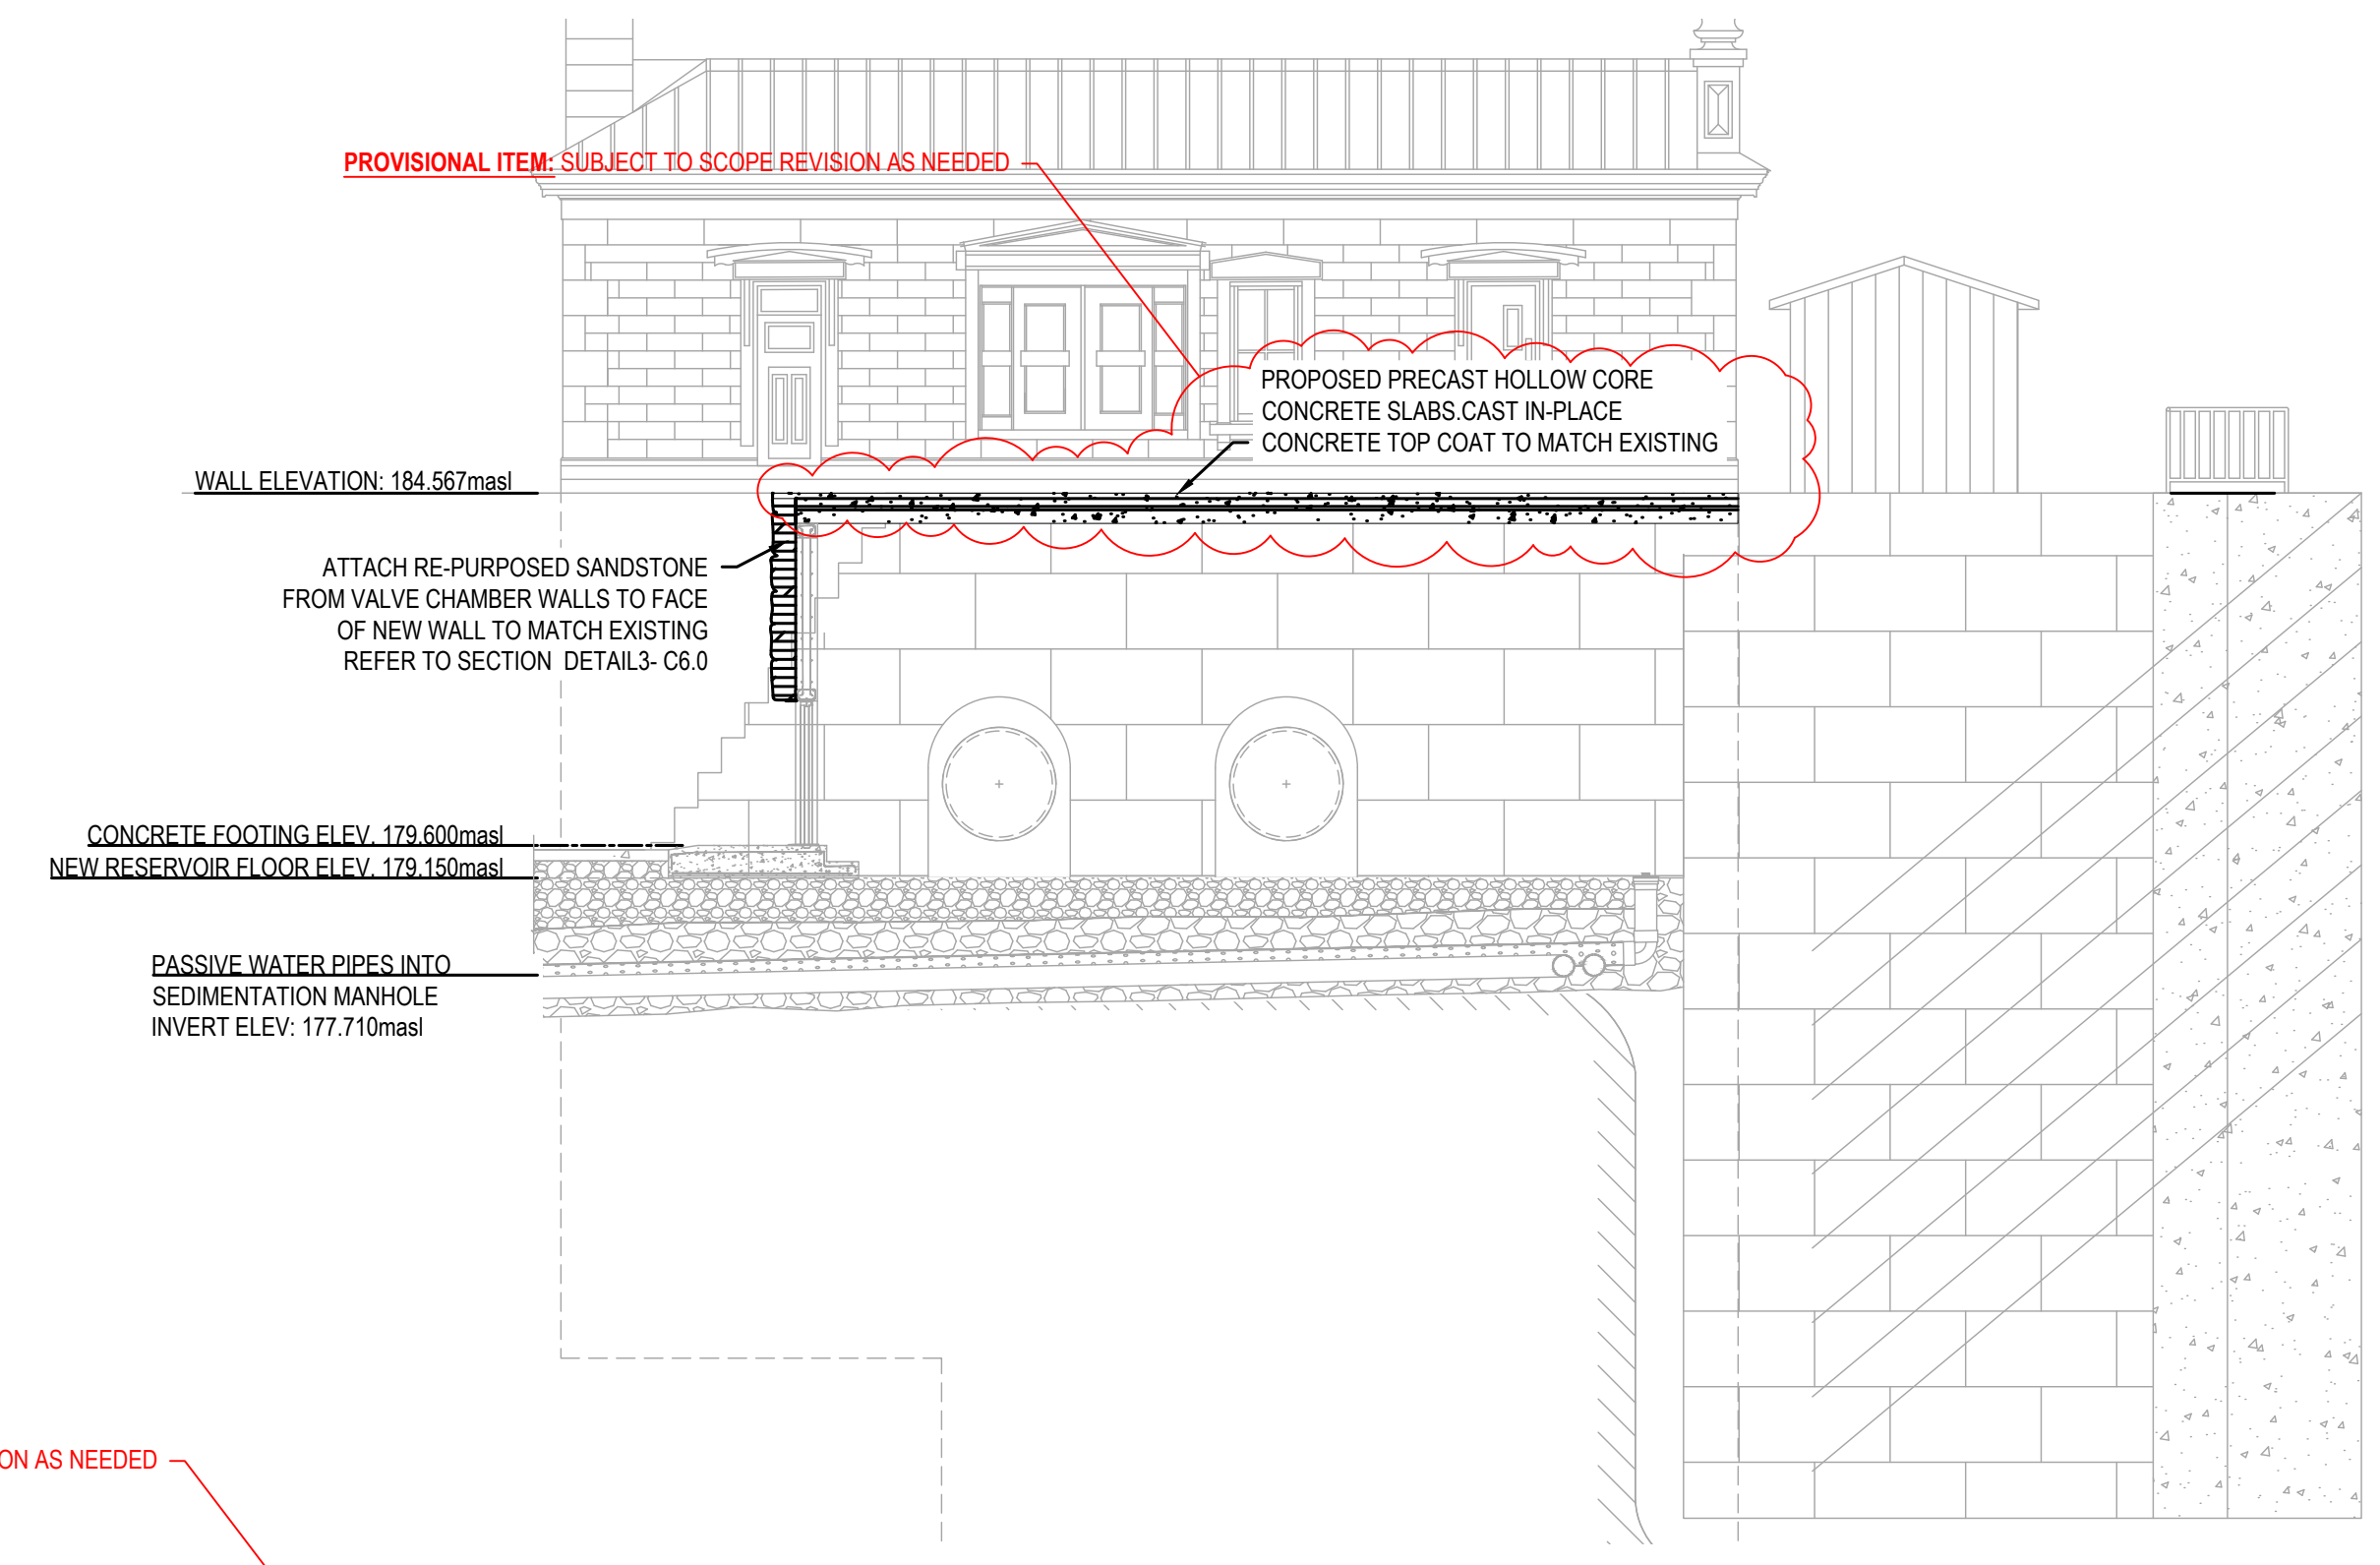 PROVISIONAL ITEM: SUBJECT TO SCOPE REVISION AS NEEDED
PROPOSED PRECAST HOLLOW CORE
CONCRETE SLABS.CAST IN-PLACE
CONCRETE TOP COAT TO MATCH EXISTING
WALL ELEVATION: 184.567masl
ATTACH RE-PURPOSED SANDSTONE
FROM VALVE CHAMBER WALLS TO FACE
OF NEW WALL TO MATCH EXISTING
REFER TO SECTION DETAIL3- C6.0
CONCRETE FOOTING ELEV. 179.600masl
NEW RESERVOIR FLOOR ELEV. 179.150masl
PASSIVE WATER PIPES INTO
SEDIMENTATION MANHOLE
INVERT ELEV: 177.710masl
ON AS NEEDED